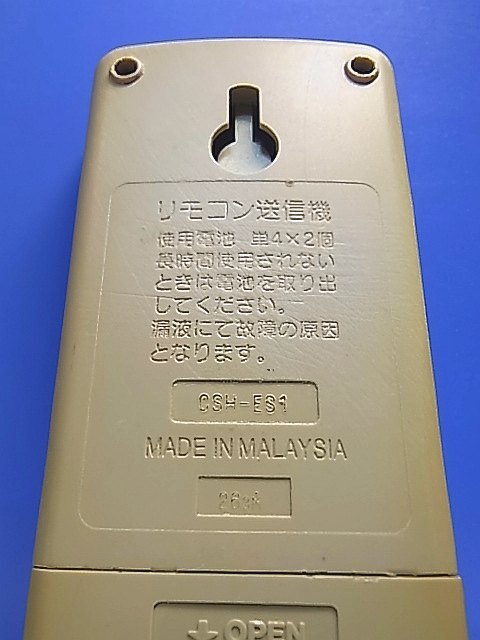 リモコン送信機
使用電池 単4×2個
長時間使用されない
ときは電池を取り出
してください。
漏液にて故障の原因
となります。
CSH-ES1
MADE IN MALAYSIA
OPEN